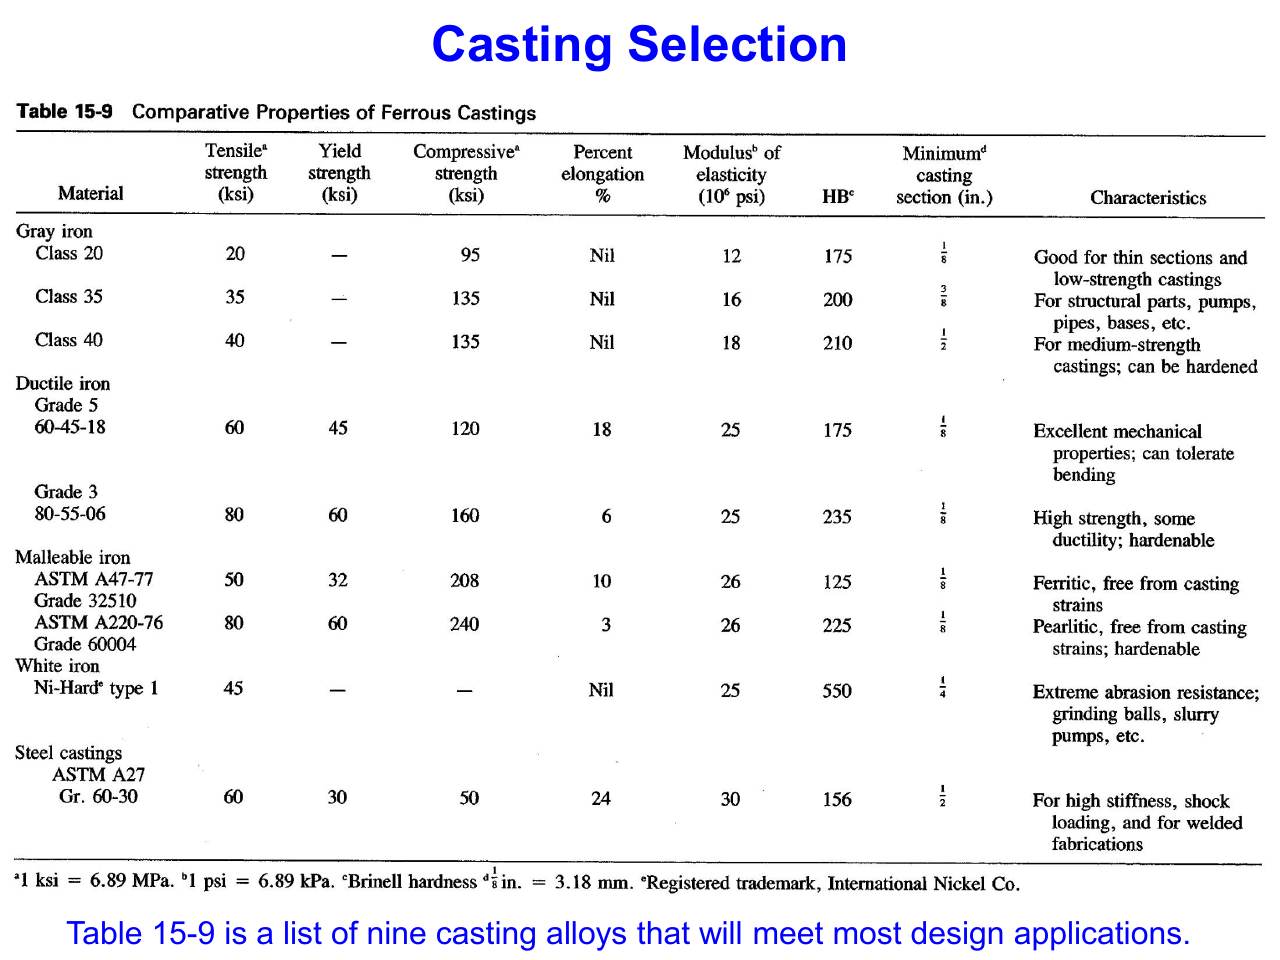 Casting Selection
Table 15-9 Comparative Properties of Ferrous Castings
Material Tensileᵃ strength (ksi) Yield strength (ksi) Compressiveᵃ strength (ksi) Percent elongation % Modulusᵇ of elasticity (10⁶ psi) HBᶜ Minimumᵈ casting section (in.) Characteristics
Gray iron
Class 20 20 — 95 Nil 12 175 1/8 Good for thin sections and
low-strength castings
Class 35 35 — 135 Nil 16 200 3/8 For structural parts, pumps,
pipes, bases, etc.
Class 40 40 — 135 Nil 18 210 1/2 For medium-strength
castings; can be hardened
Ductile iron
Grade 5
60-45-18 60 45 120 18 25 175 1/8 Excellent mechanical
properties; can tolerate
bending
Grade 3
80-55-06 80 60 160 6 25 235 1/8 High strength, some
ductility; hardenable
Malleable iron
ASTM A47-77 50 32 208 10 26 125 1/8 Ferritic, free from casting
Grade 32510 strains
ASTM A220-76 80 60 240 3 26 225 1/8 Pearlitic, free from casting
Grade 60004 strains; hardenable
White iron
Ni-Hardᵉ type 1 45 — — Nil 25 550 1/4 Extreme abrasion resistance;
grinding balls, slurry
pumps, etc.
Steel castings
ASTM A27
Gr. 60-30 60 30 50 24 30 156 1/2 For high stiffness, shock
loading, and for welded
fabrications
ᵃ1 ksi = 6.89 MPa. ᵇ1 psi = 6.89 kPa. ᶜBrinell hardness ᵈ1/8 in. = 3.18 mm. ᵉRegistered trademark, International Nickel Co.
Table 15-9 is a list of nine casting alloys that will meet most design applications.